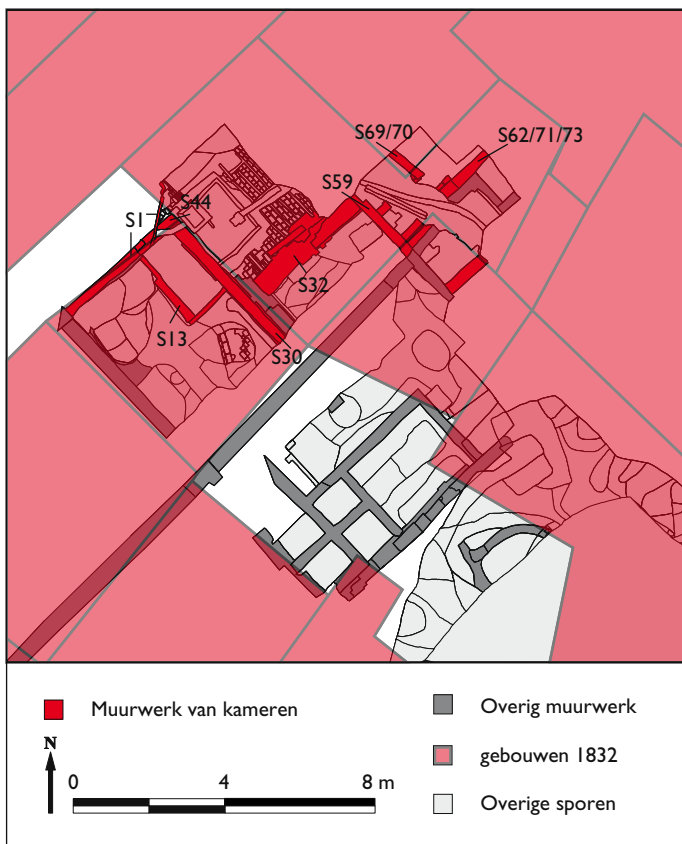 S69/70
S62/71/73
S59
S44
S1
S32
S13
S30
Muurwerk van kameren
Overig muurwerk
N
gebouwen 1832
0 4 8 m
Overige sporen